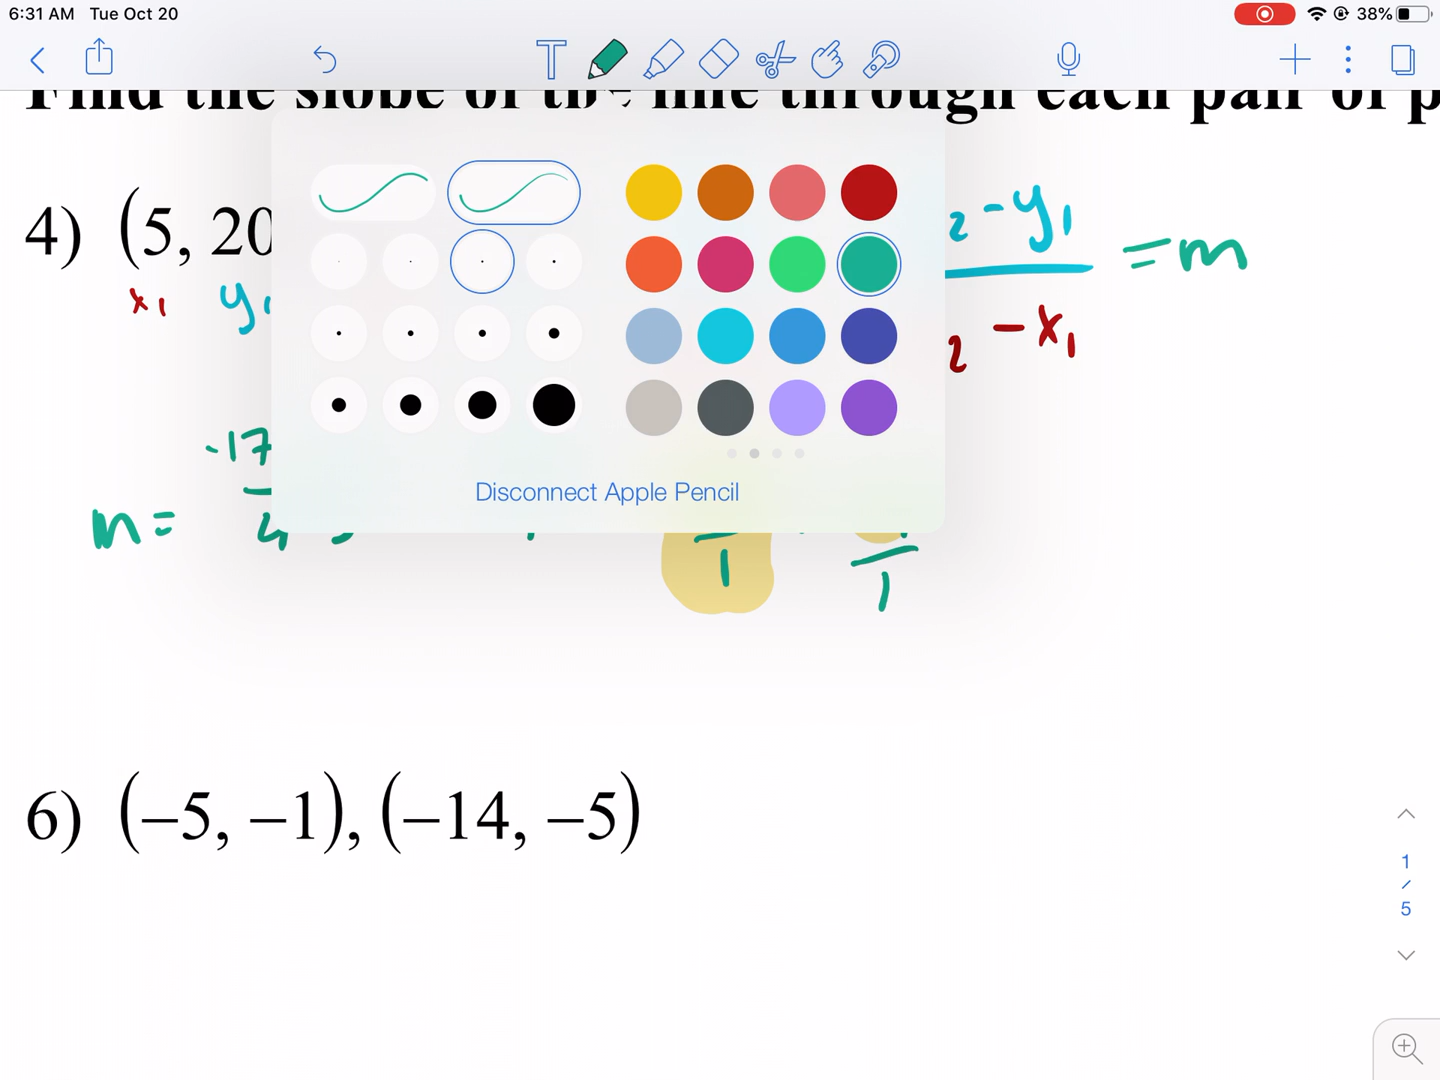 6:31 AM Tue Oct 20 38%
Find the slope of the line through each pair of p
4) (5, 20
x₁ y₁
2 - y₁
= m
2 - x₁
-17
m =
4
1
1
Disconnect Apple Pencil
6) (−5, −1), (−14, −5)
1
/
5